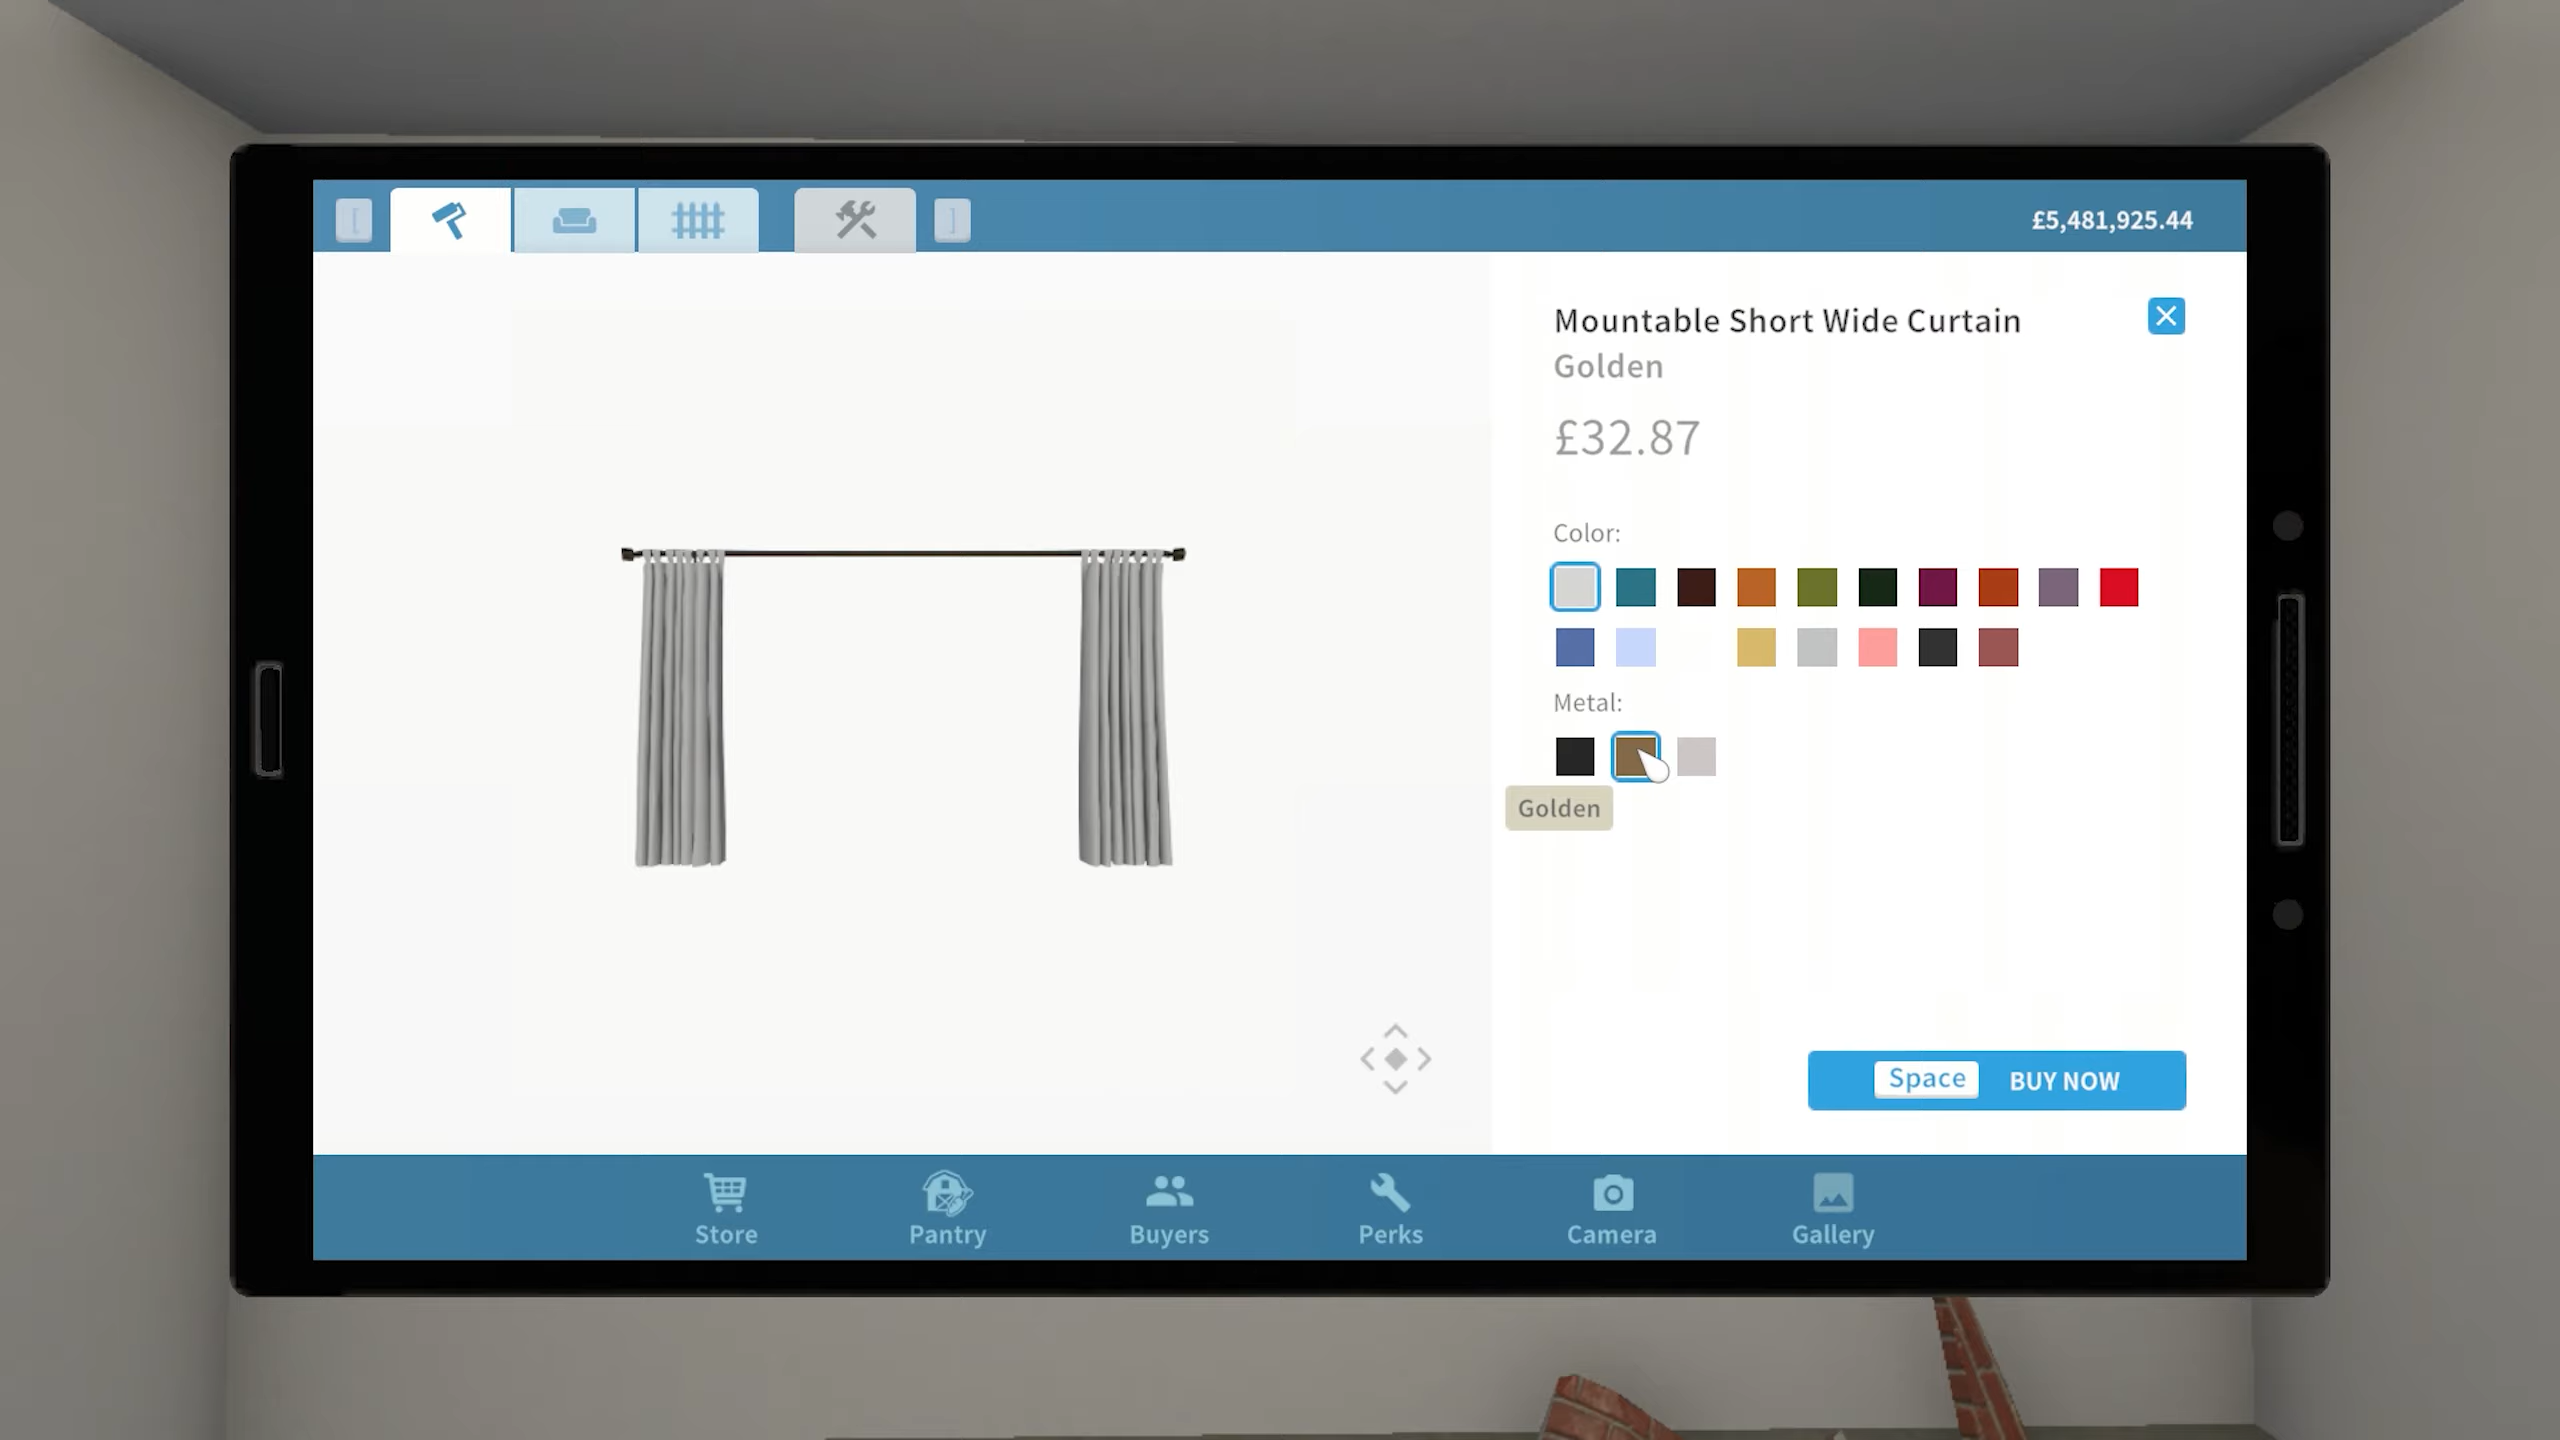 [
]
£5,481,925.44
Mountable Short Wide Curtain
Golden
£32.87
Color:
Metal:
Golden
Space BUY NOW
Store
Pantry
Buyers
Perks
Camera
Gallery